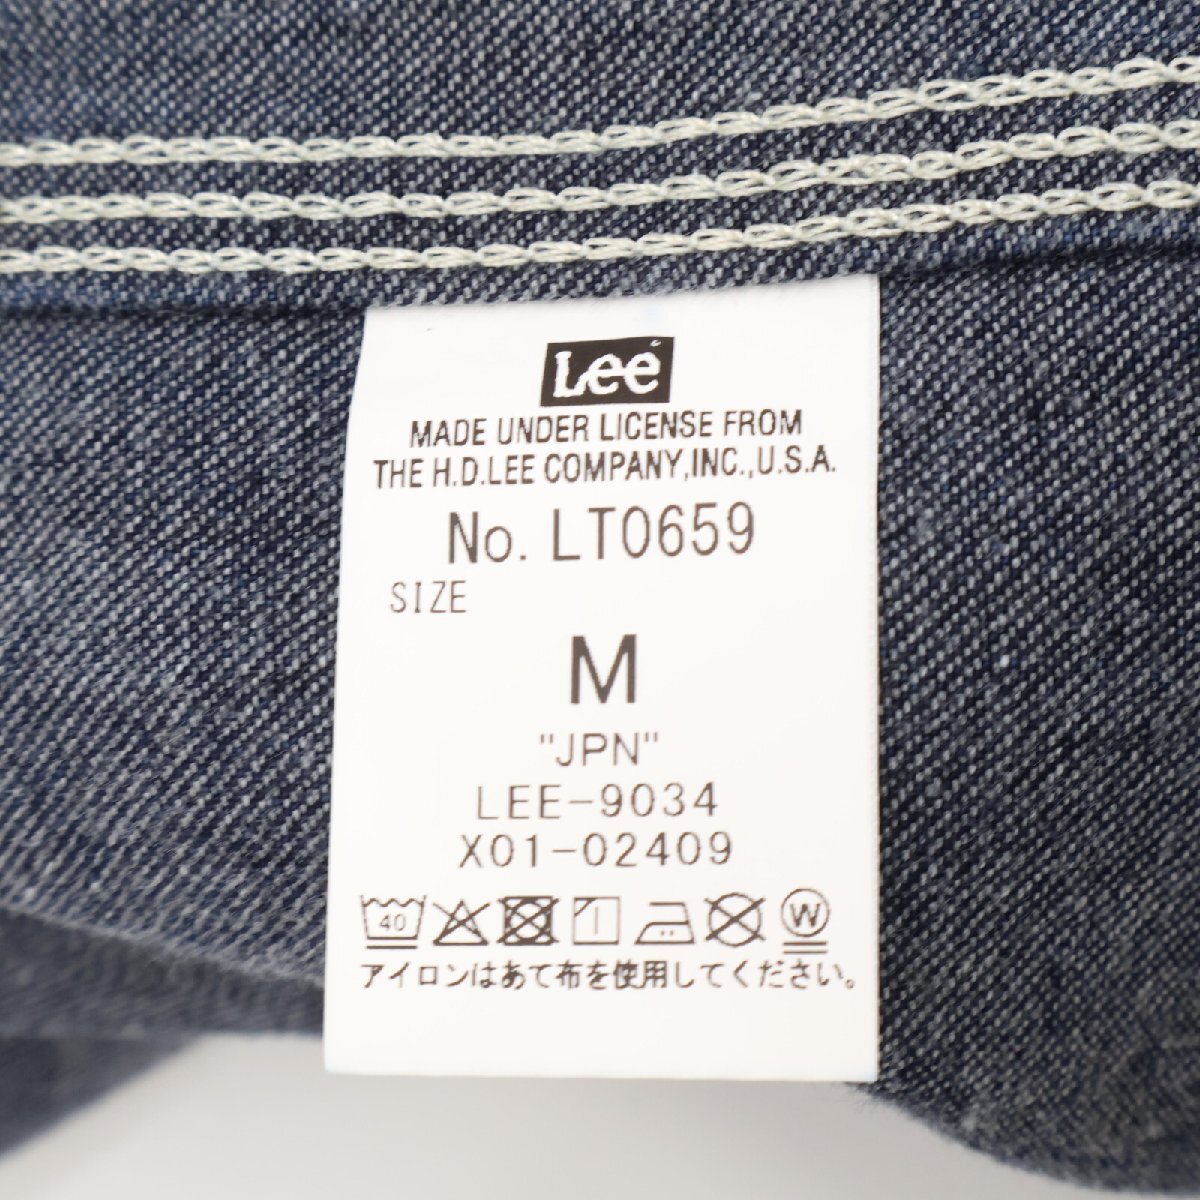 Lee
MADE UNDER LICENSE FROM
THE H.D.LEE COMPANY,INC.,U.S.A.
No. LT0659
SIZE
M
"JPN"
LEE-9034
X01-02409
40 W
アイロンはあて布を使用してください。